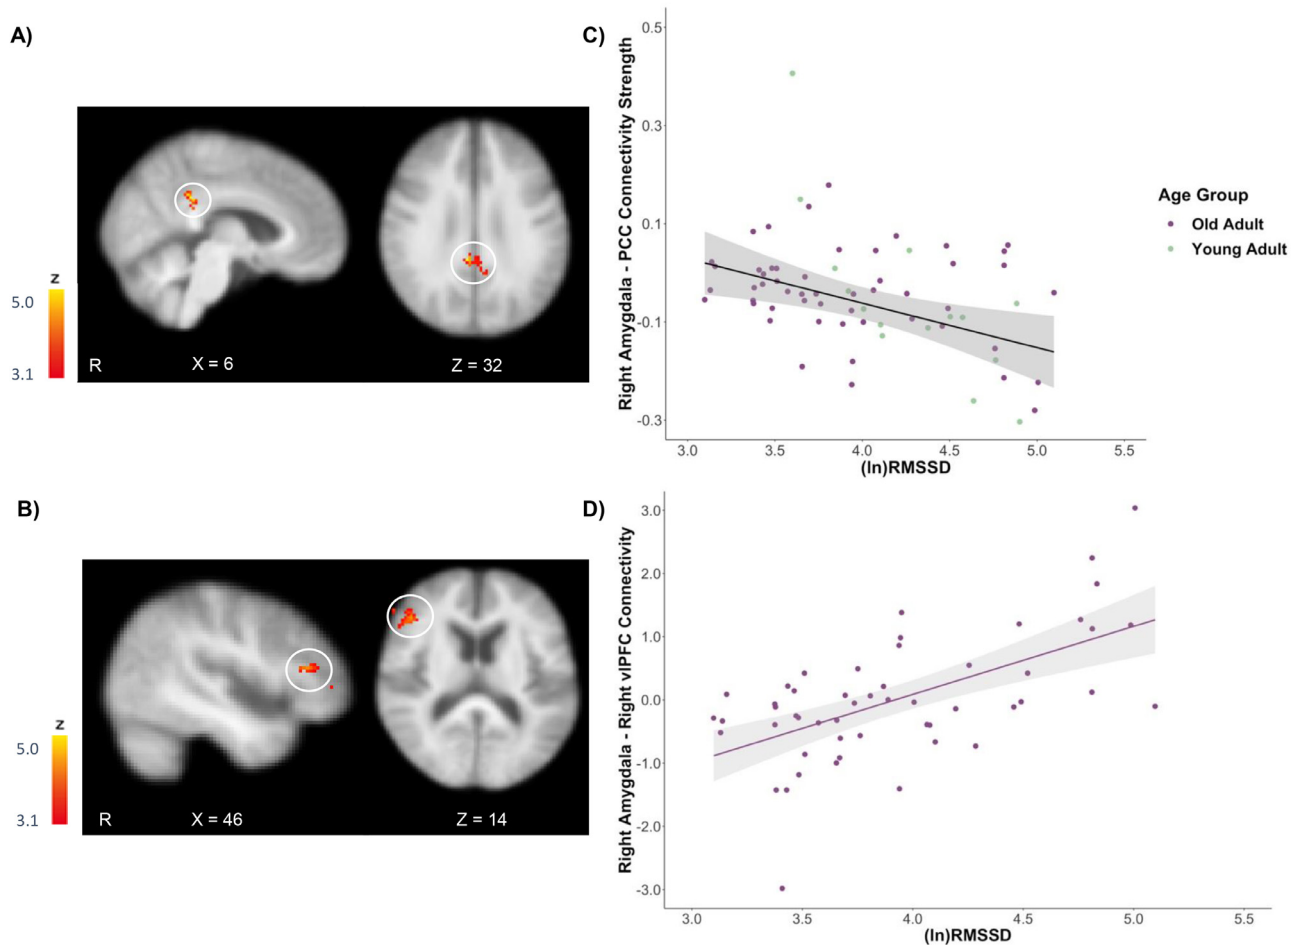 A)
z
5.0
3.1
R
X = 6
Z = 32
C)
Right Amygdala - PCC Connectivity Strength
0.5
0.3
0.1
-0.1
-0.3
3.0
3.5
4.0
4.5
5.0
5.5
(ln)RMSSD
Age Group
Old Adult
Young Adult
B)
z
5.0
3.1
R
X = 46
Z = 14
D)
Right Amygdala - Right vlPFC Connectivity
3.0
2.0
1.0
0.0
-1.0
-2.0
-3.0
3.0
3.5
4.0
4.5
5.0
5.5
(ln)RMSSD